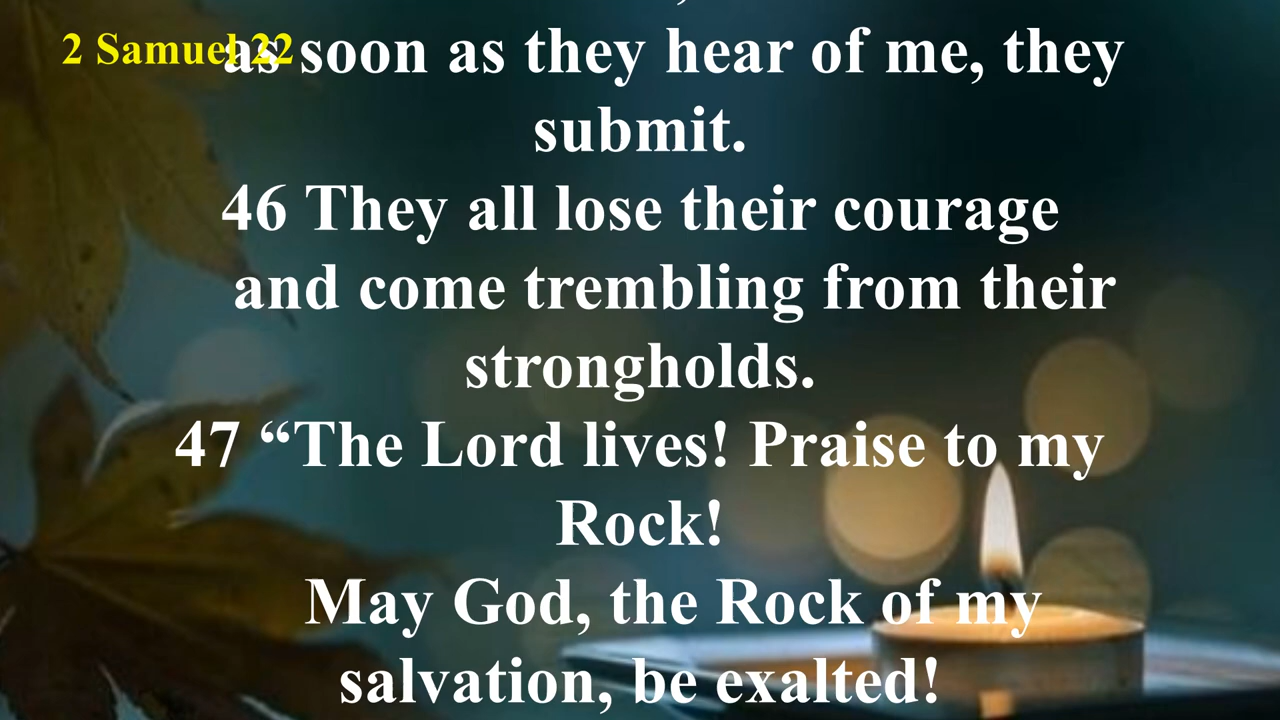 2 Samuel 22
as soon as they hear of me, they
submit.
46 They all lose their courage
and come trembling from their
strongholds.
47 “The Lord lives! Praise to my
Rock!
May God, the Rock of my
salvation, be exalted!